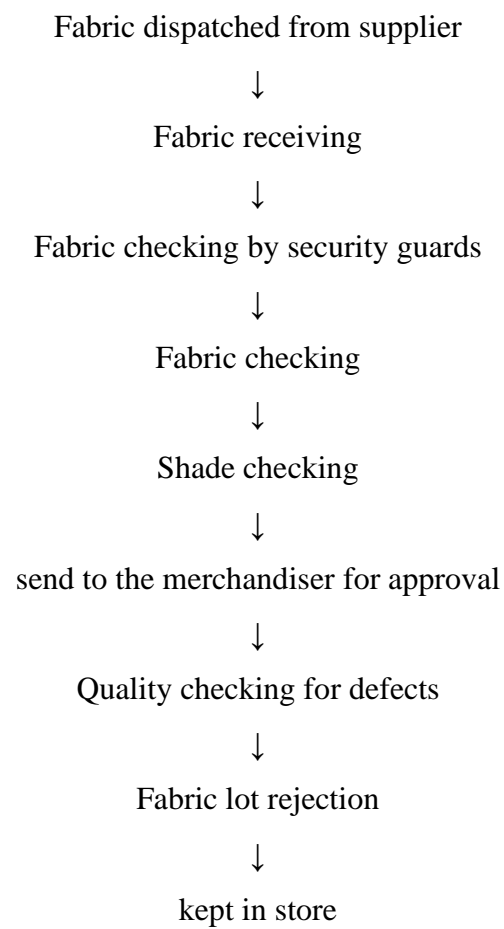 Fabric dispatched from supplier
↓
Fabric receiving
↓
Fabric checking by security guards
↓
Fabric checking
↓
Shade checking
↓
send to the merchandiser for approval
↓
Quality checking for defects
↓
Fabric lot rejection
↓
kept in store